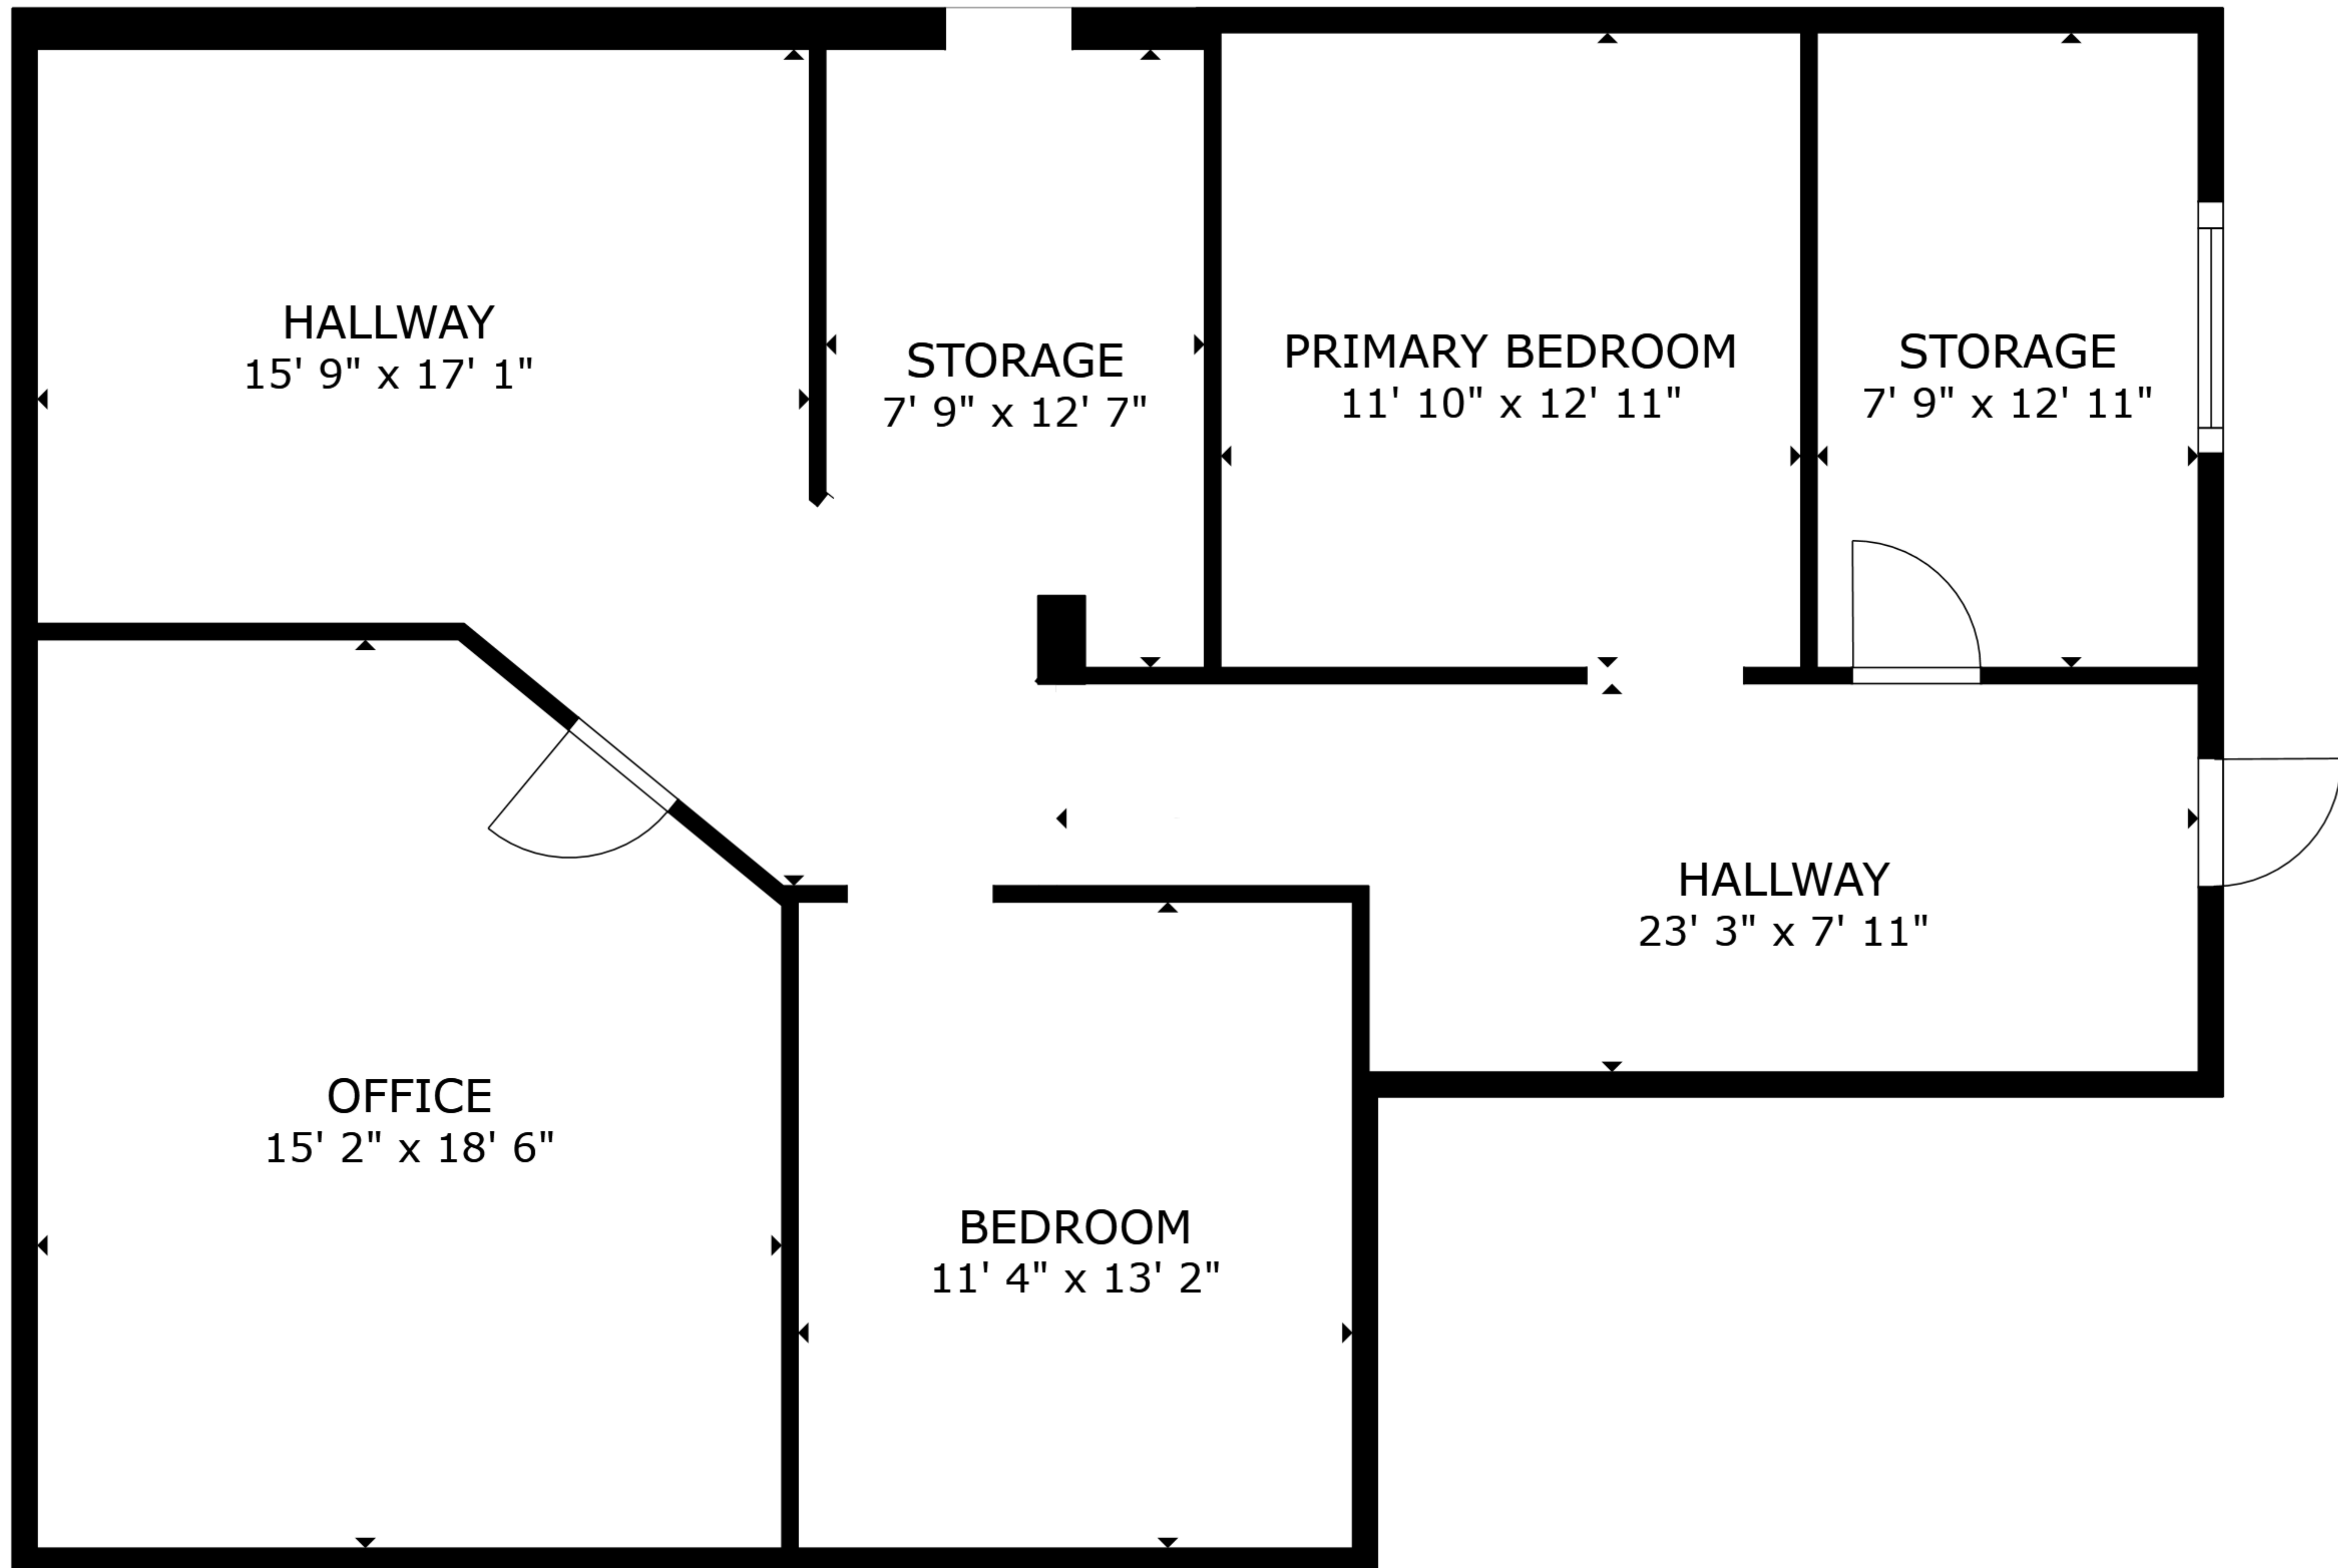 HALLWAY
15' 9" x 17' 1"
STORAGE
7' 9" x 12' 7"
PRIMARY BEDROOM
11' 10" x 12' 11"
STORAGE
7' 9" x 12' 11"
HALLWAY
23' 3" x 7' 11"
OFFICE
15' 2" x 18' 6"
BEDROOM
11' 4" x 13' 2"